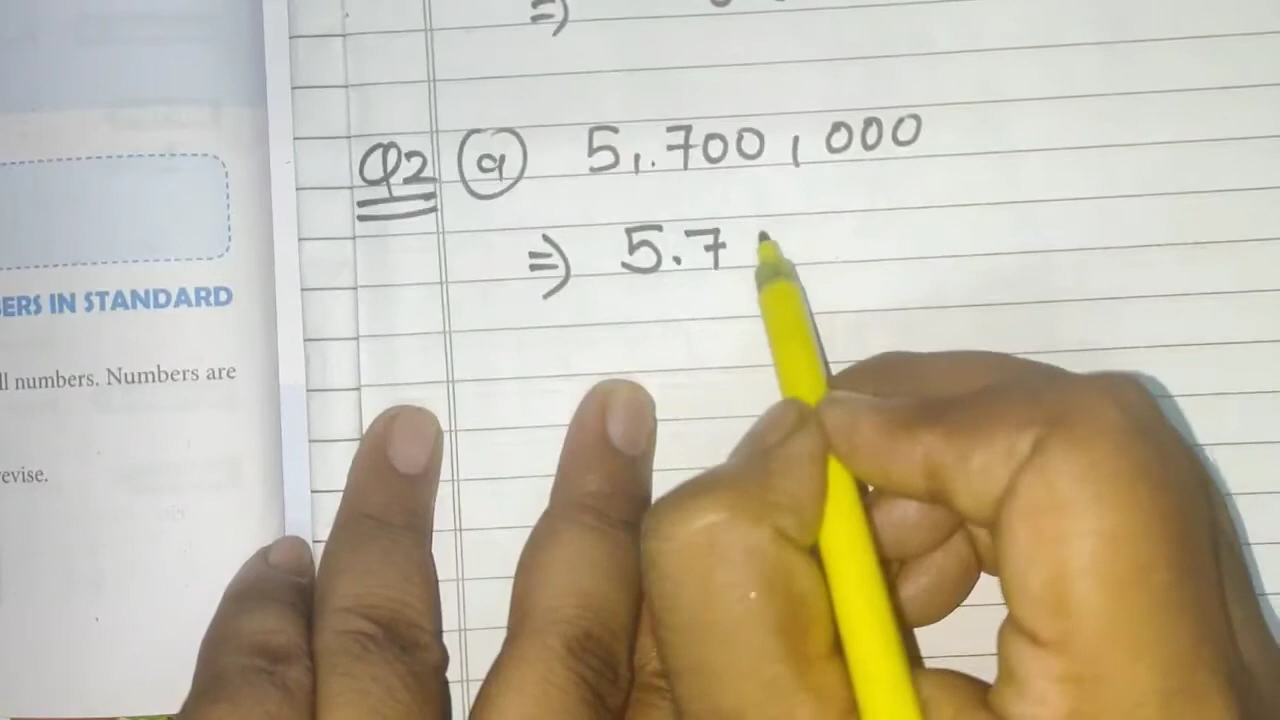 ⇒
Q2 (a) 5,.700,000
⇒ 5.7
BERS IN STANDARD
ll numbers. Numbers are
evise.